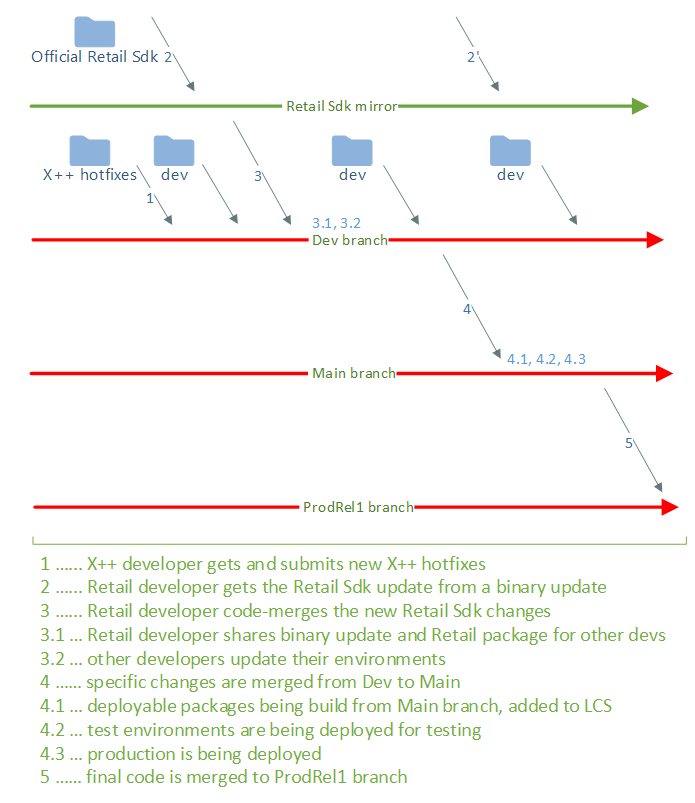 Official Retail Sdk 2
2'
Retail Sdk mirror
X++ hotfixes
dev
dev
dev
1
3
3.1, 3.2
Dev branch
4
4.1, 4.2, 4.3
Main branch
5
ProdRel1 branch
1 ...... X++ developer gets and submits new X++ hotfixes
2 ...... Retail developer gets the Retail Sdk update from a binary update
3 ...... Retail developer code-merges the new Retail Sdk changes
3.1 ... Retail developer shares binary update and Retail package for other devs
3.2 ... other developers update their environments
4 ...... specific changes are merged from Dev to Main
4.1 ... deployable packages being build from Main branch, added to LCS
4.2 ... test environments are being deployed for testing
4.3 ... production is being deployed
5 ...... final code is merged to ProdRel1 branch